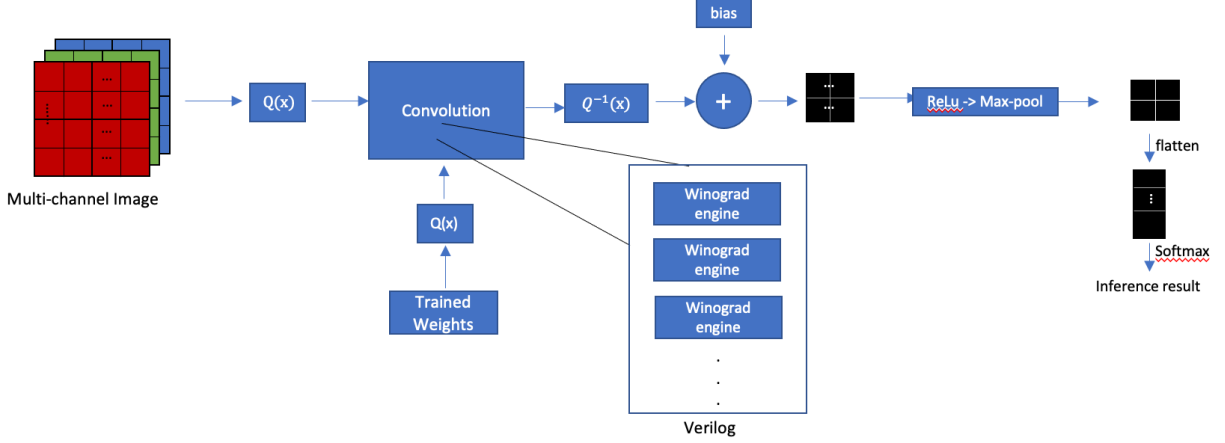 bias
...
...
Q(x)
Convolution
Q⁻¹(x)
+
...
...
ReLu -> Max-pool
flatten
Multi-channel Image
Q(x)
Trained
Weights
Winograd
engine
Winograd
engine
Winograd
engine
.
.
.
Verilog
Softmax
Inference result